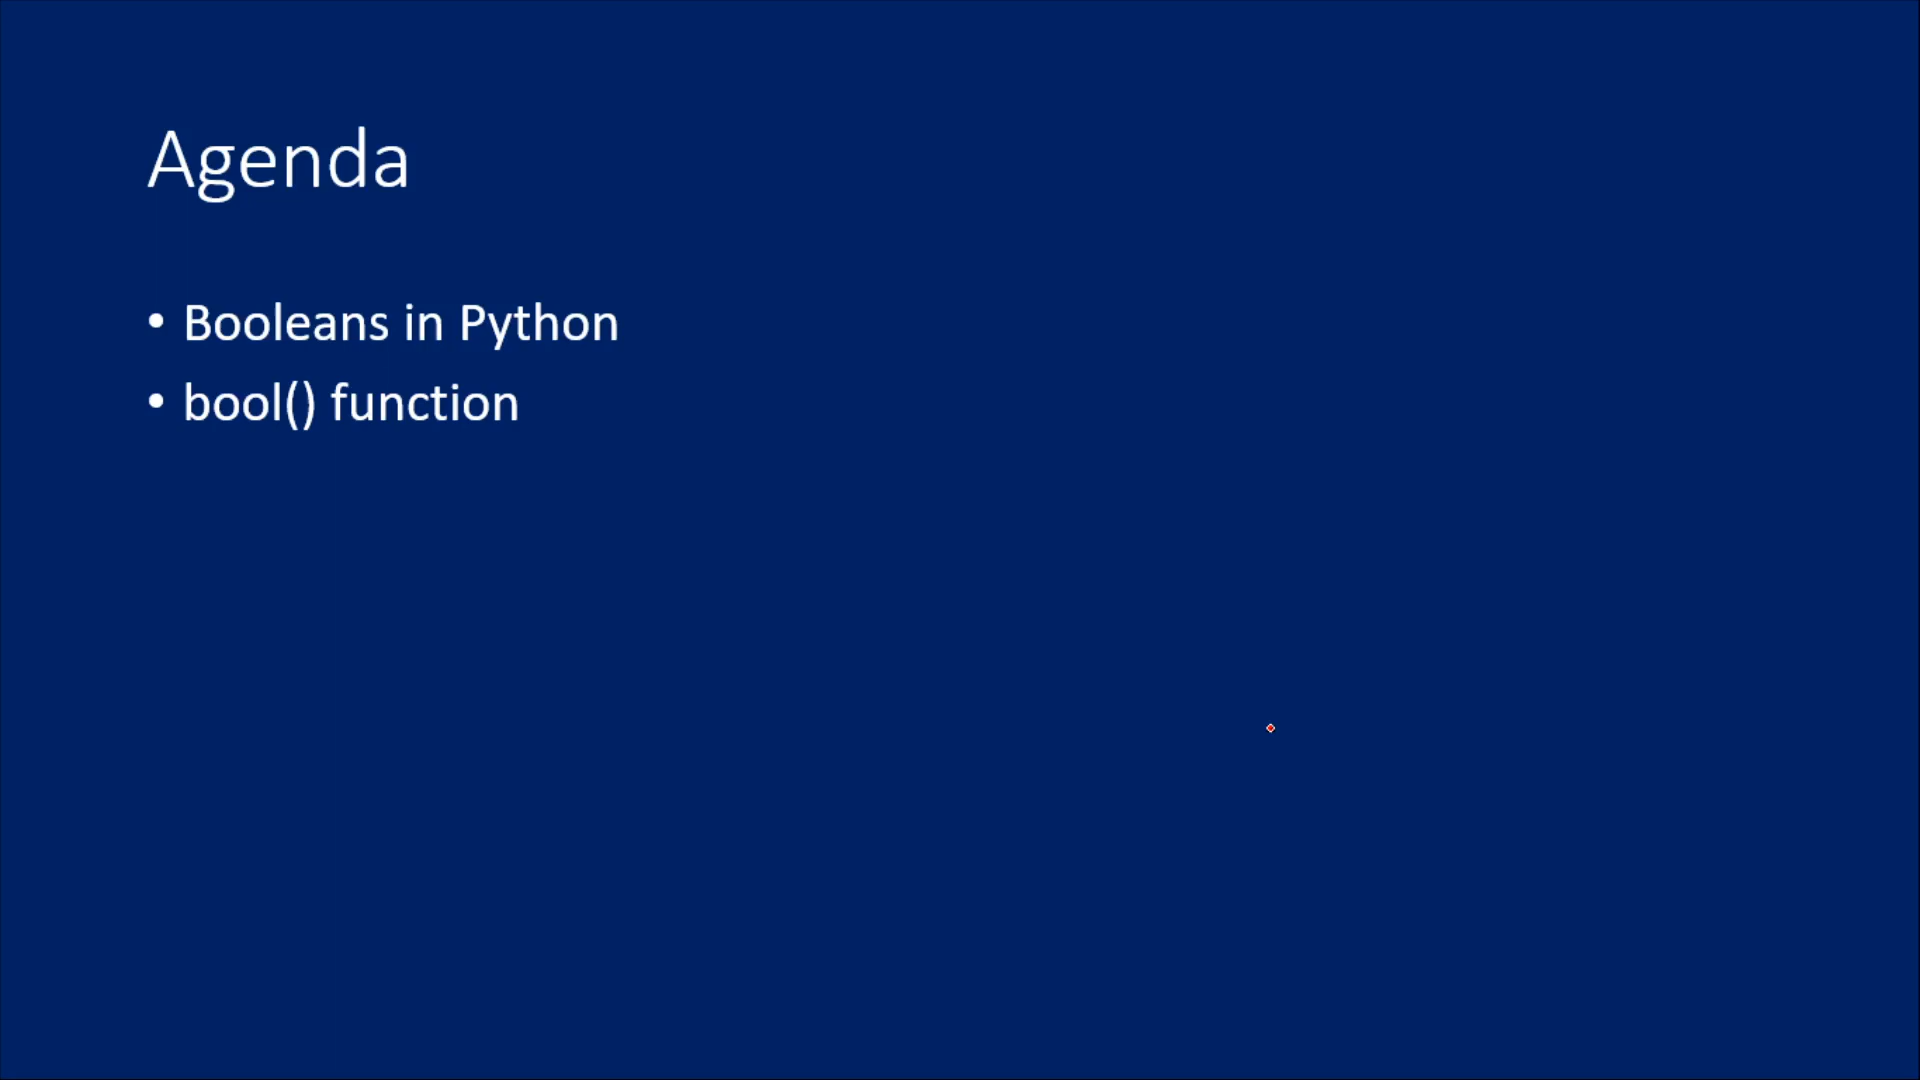 Agenda
• Booleans in Python
• bool() function